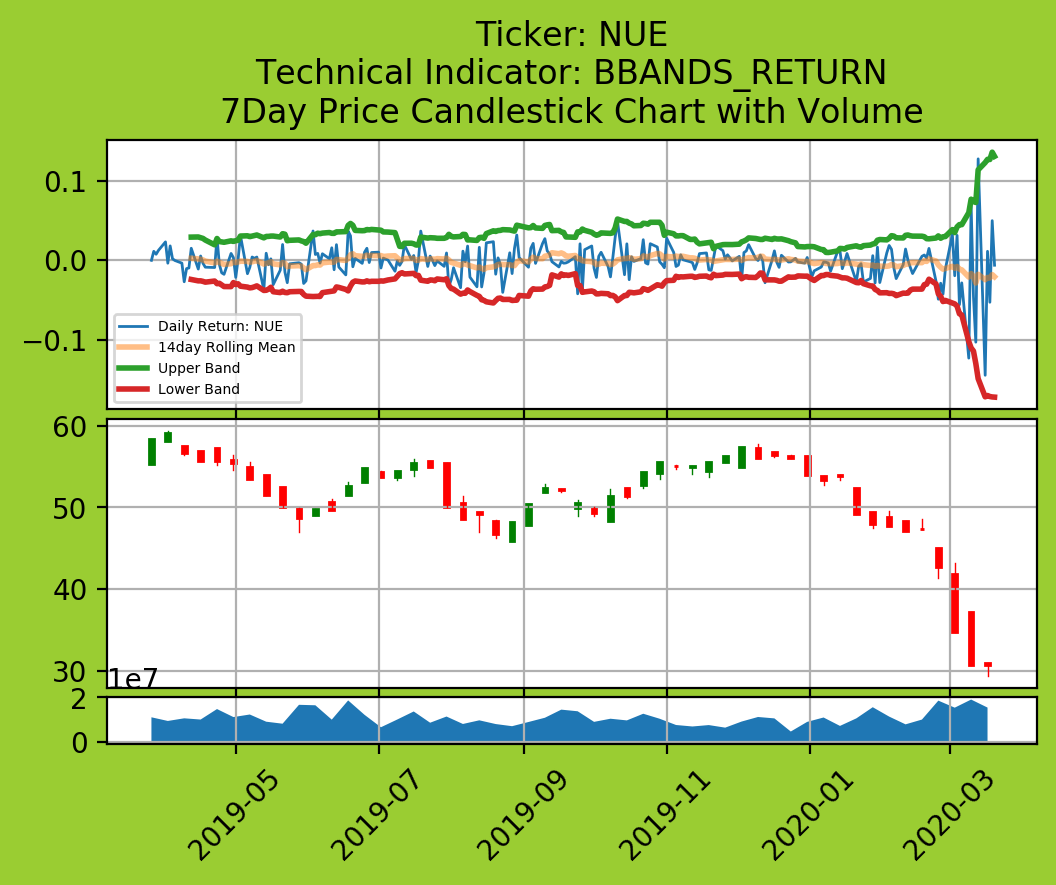 Ticker: NUE
Technical Indicator: BBANDS_RETURN
7Day Price Candlestick Chart with Volume
0.1
0.0
−0.1
Daily Return: NUE
14day Rolling Mean
Upper Band
Lower Band
60
50
40
30
1e7
2
0
2019-05
2019-07
2019-09
2019-11
2020-01
2020-03